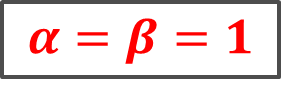 α = β = 1